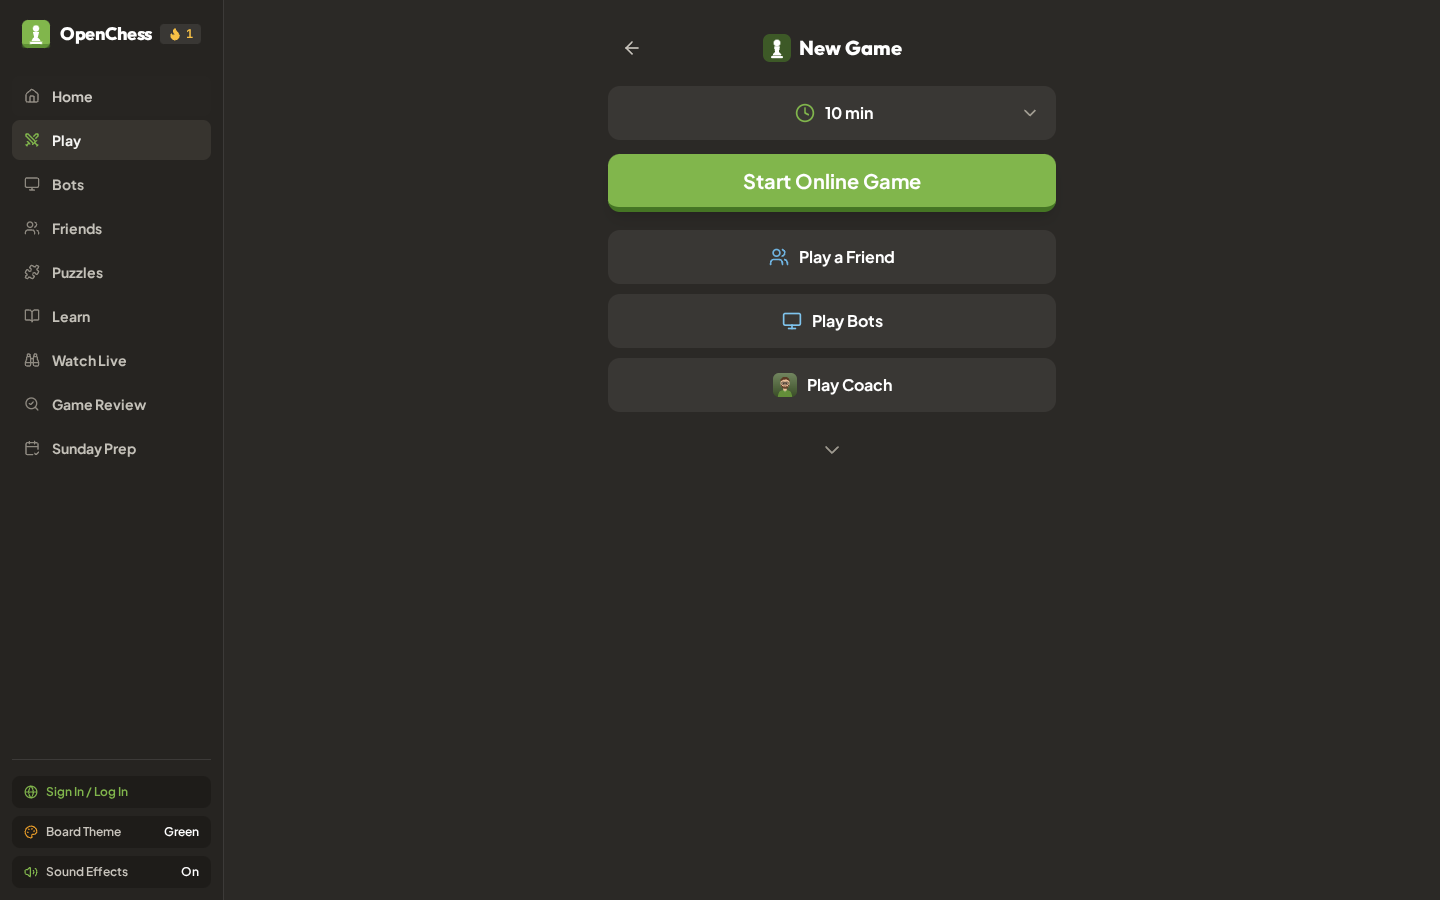 OpenChess 1
Home
Play
Bots
Friends
Puzzles
Learn
Watch Live
Game Review
Sunday Prep
Sign In / Log In
Board Theme Green
Sound Effects On
New Game
10 min
Start Online Game
Play a Friend
Play Bots
Play Coach